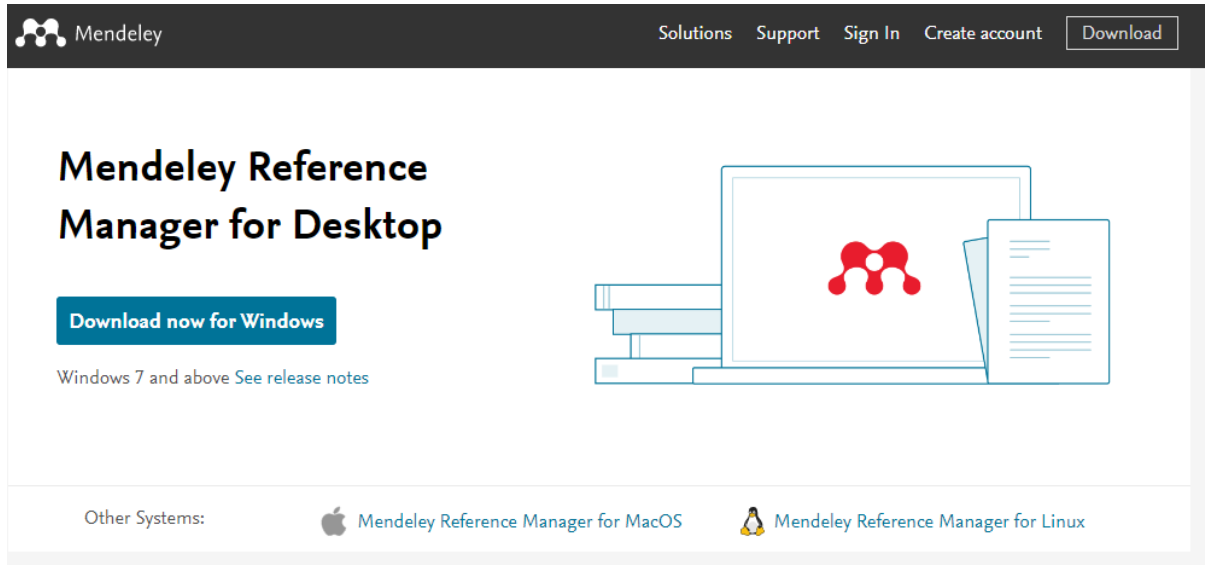 Mendeley
Solutions Support Sign In Create account Download
Mendeley Reference
Manager for Desktop
Download now for Windows
Windows 7 and above See release notes
Other Systems:
Mendeley Reference Manager for MacOS
Mendeley Reference Manager for Linux